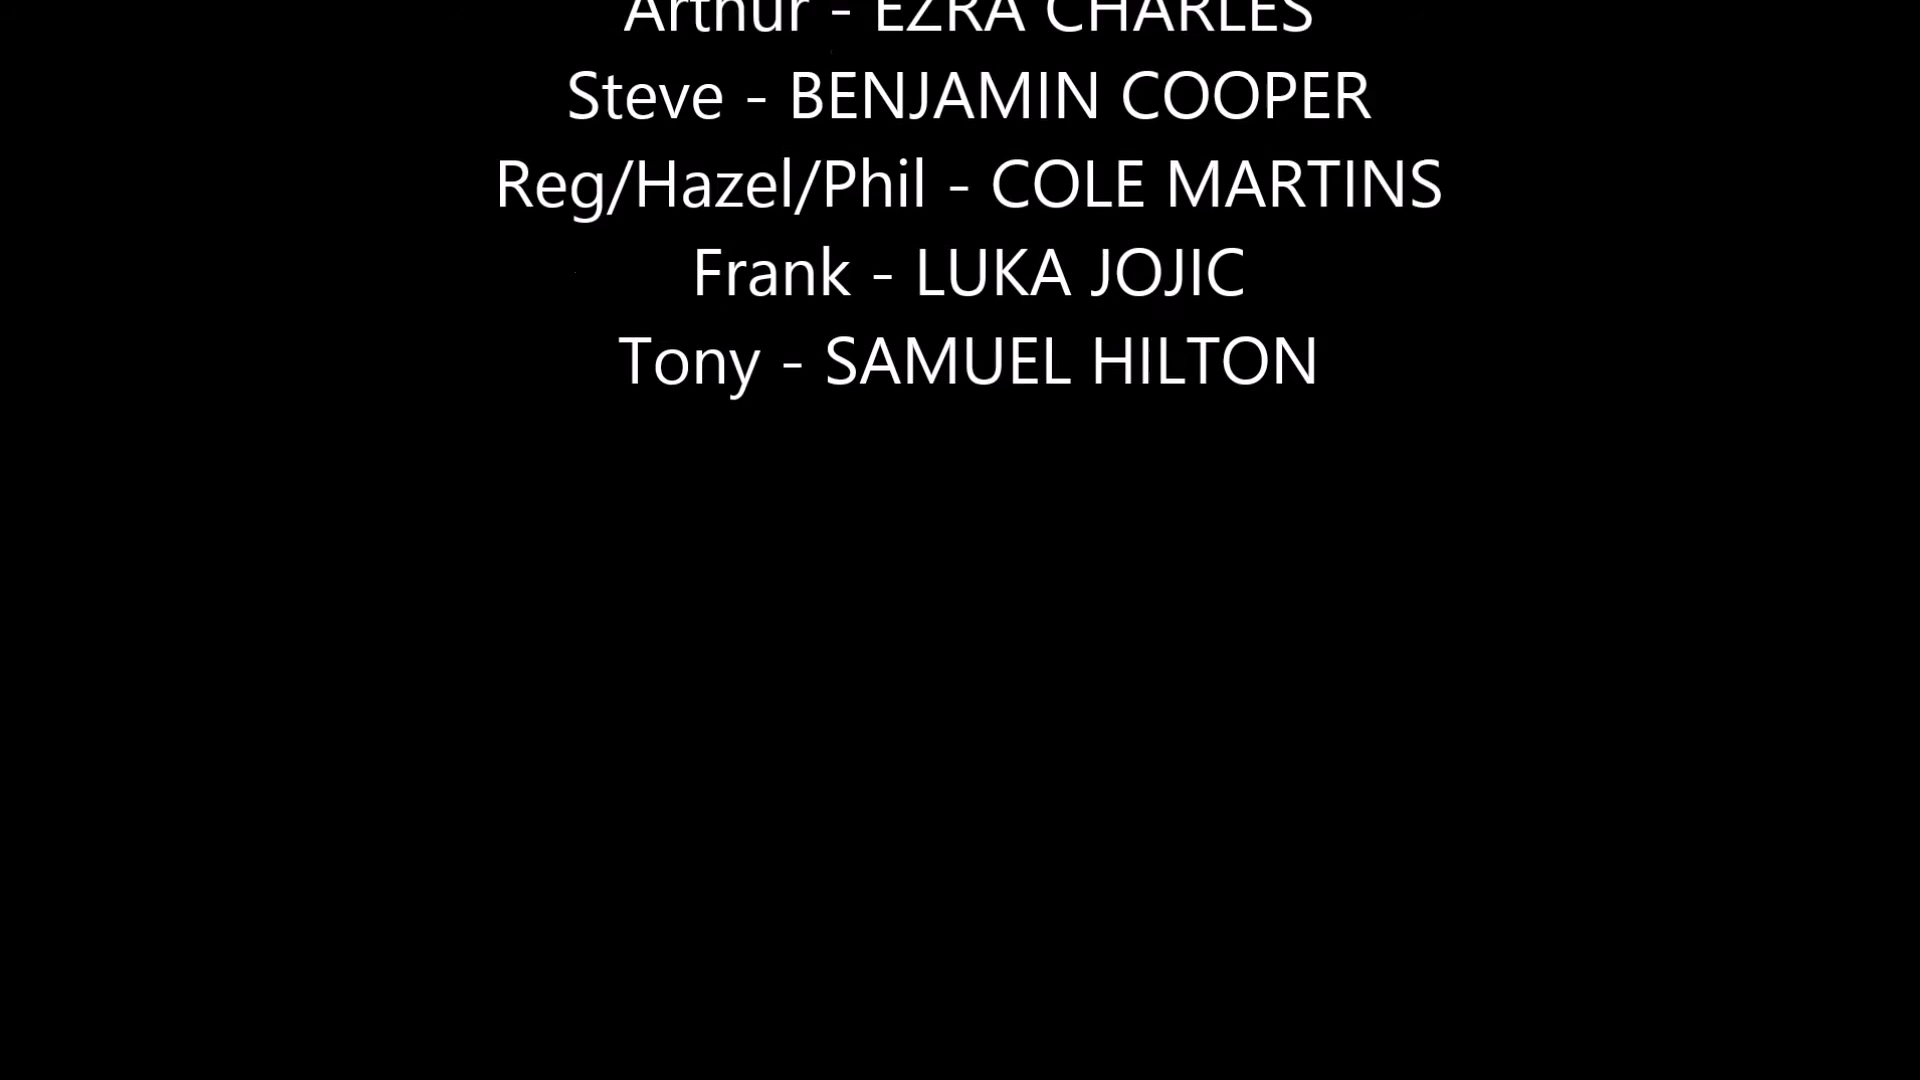 Arthur - EZRA CHARLES
Steve - BENJAMIN COOPER
Reg/Hazel/Phil - COLE MARTINS
Frank - LUKA JOJIC
Tony - SAMUEL HILTON